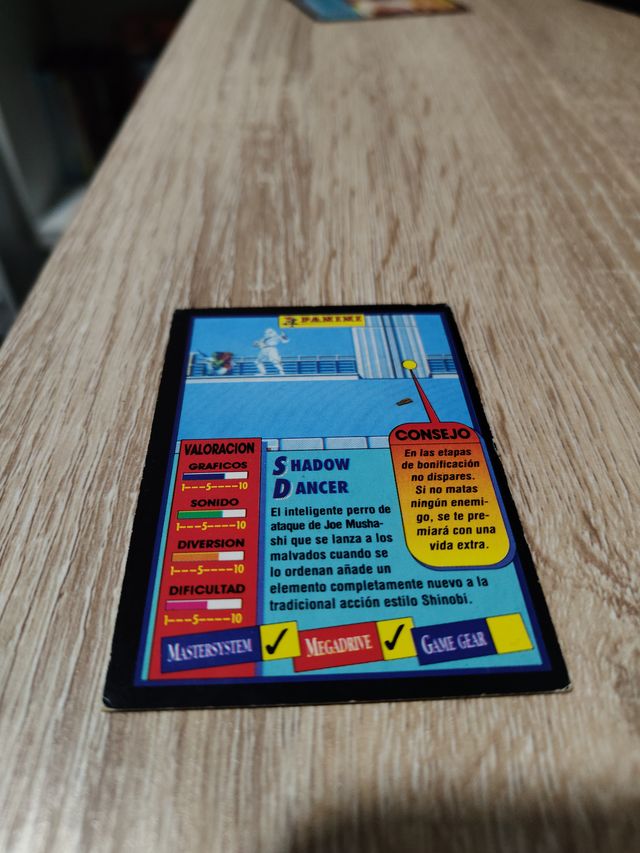 PANINI
VALORACION
GRAFICOS
1---5----10
SONIDO
1---5----10
DIVERSION
1---5----10
DIFICULTAD
1---5----10
SHADOW
DANCER
El inteligente perro de
ataque de Joe Musha-
shi que se lanza a los
malvados cuando se
lo ordenan añade un
elemento completamente nuevo a la
tradicional acción estilo Shinobi.
CONSEJO
En las etapas
de bonificación
no dispares.
Si no matas
ningún enemi-
go, se te pre-
miará con una
vida extra.
MASTERSYSTEM ✓ MEGADRIVE ✓ GAME GEAR